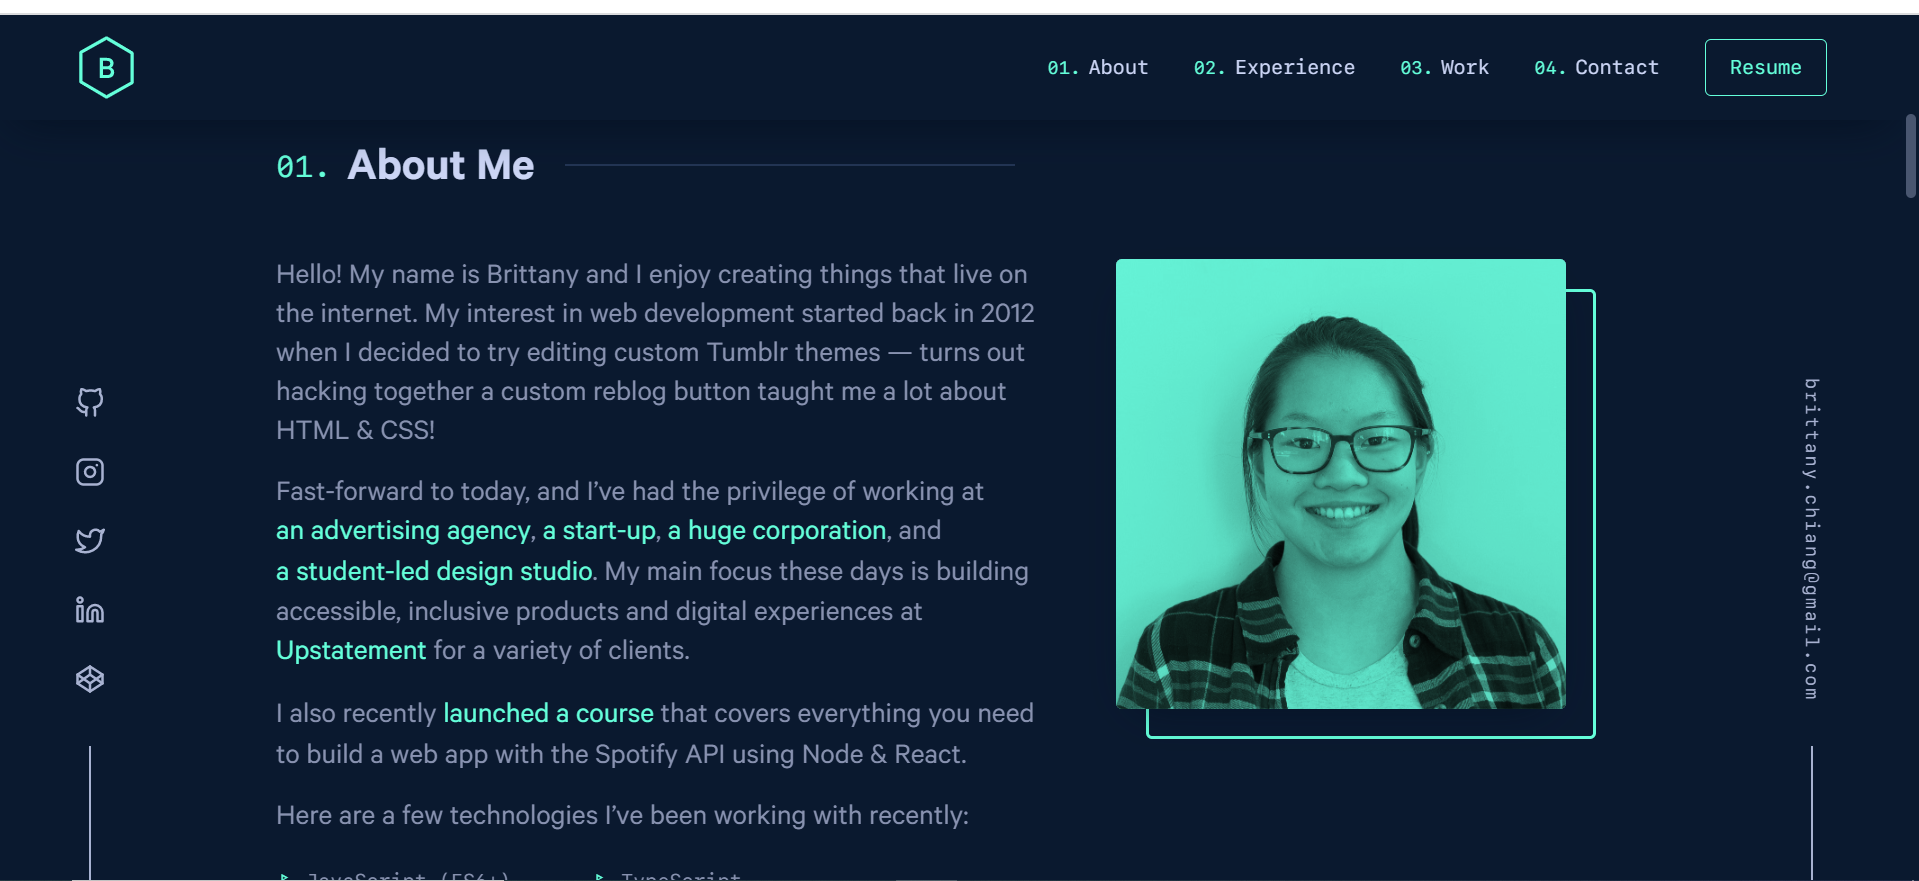 B
01. About
02. Experience
03. Work
04. Contact
Resume
01. About Me
Hello! My name is Brittany and I enjoy creating things that live on
the internet. My interest in web development started back in 2012
when I decided to try editing custom Tumblr themes — turns out
hacking together a custom reblog button taught me a lot about
HTML & CSS!
Fast-forward to today, and I’ve had the privilege of working at
an advertising agency, a start-up, a huge corporation, and
a student-led design studio. My main focus these days is building
accessible, inclusive products and digital experiences at
Upstatement for a variety of clients.
I also recently launched a course that covers everything you need
to build a web app with the Spotify API using Node & React.
Here are a few technologies I’ve been working with recently:
JavaScript (ES6+)
TypeScript
in
brittany.chiang@gmail.com